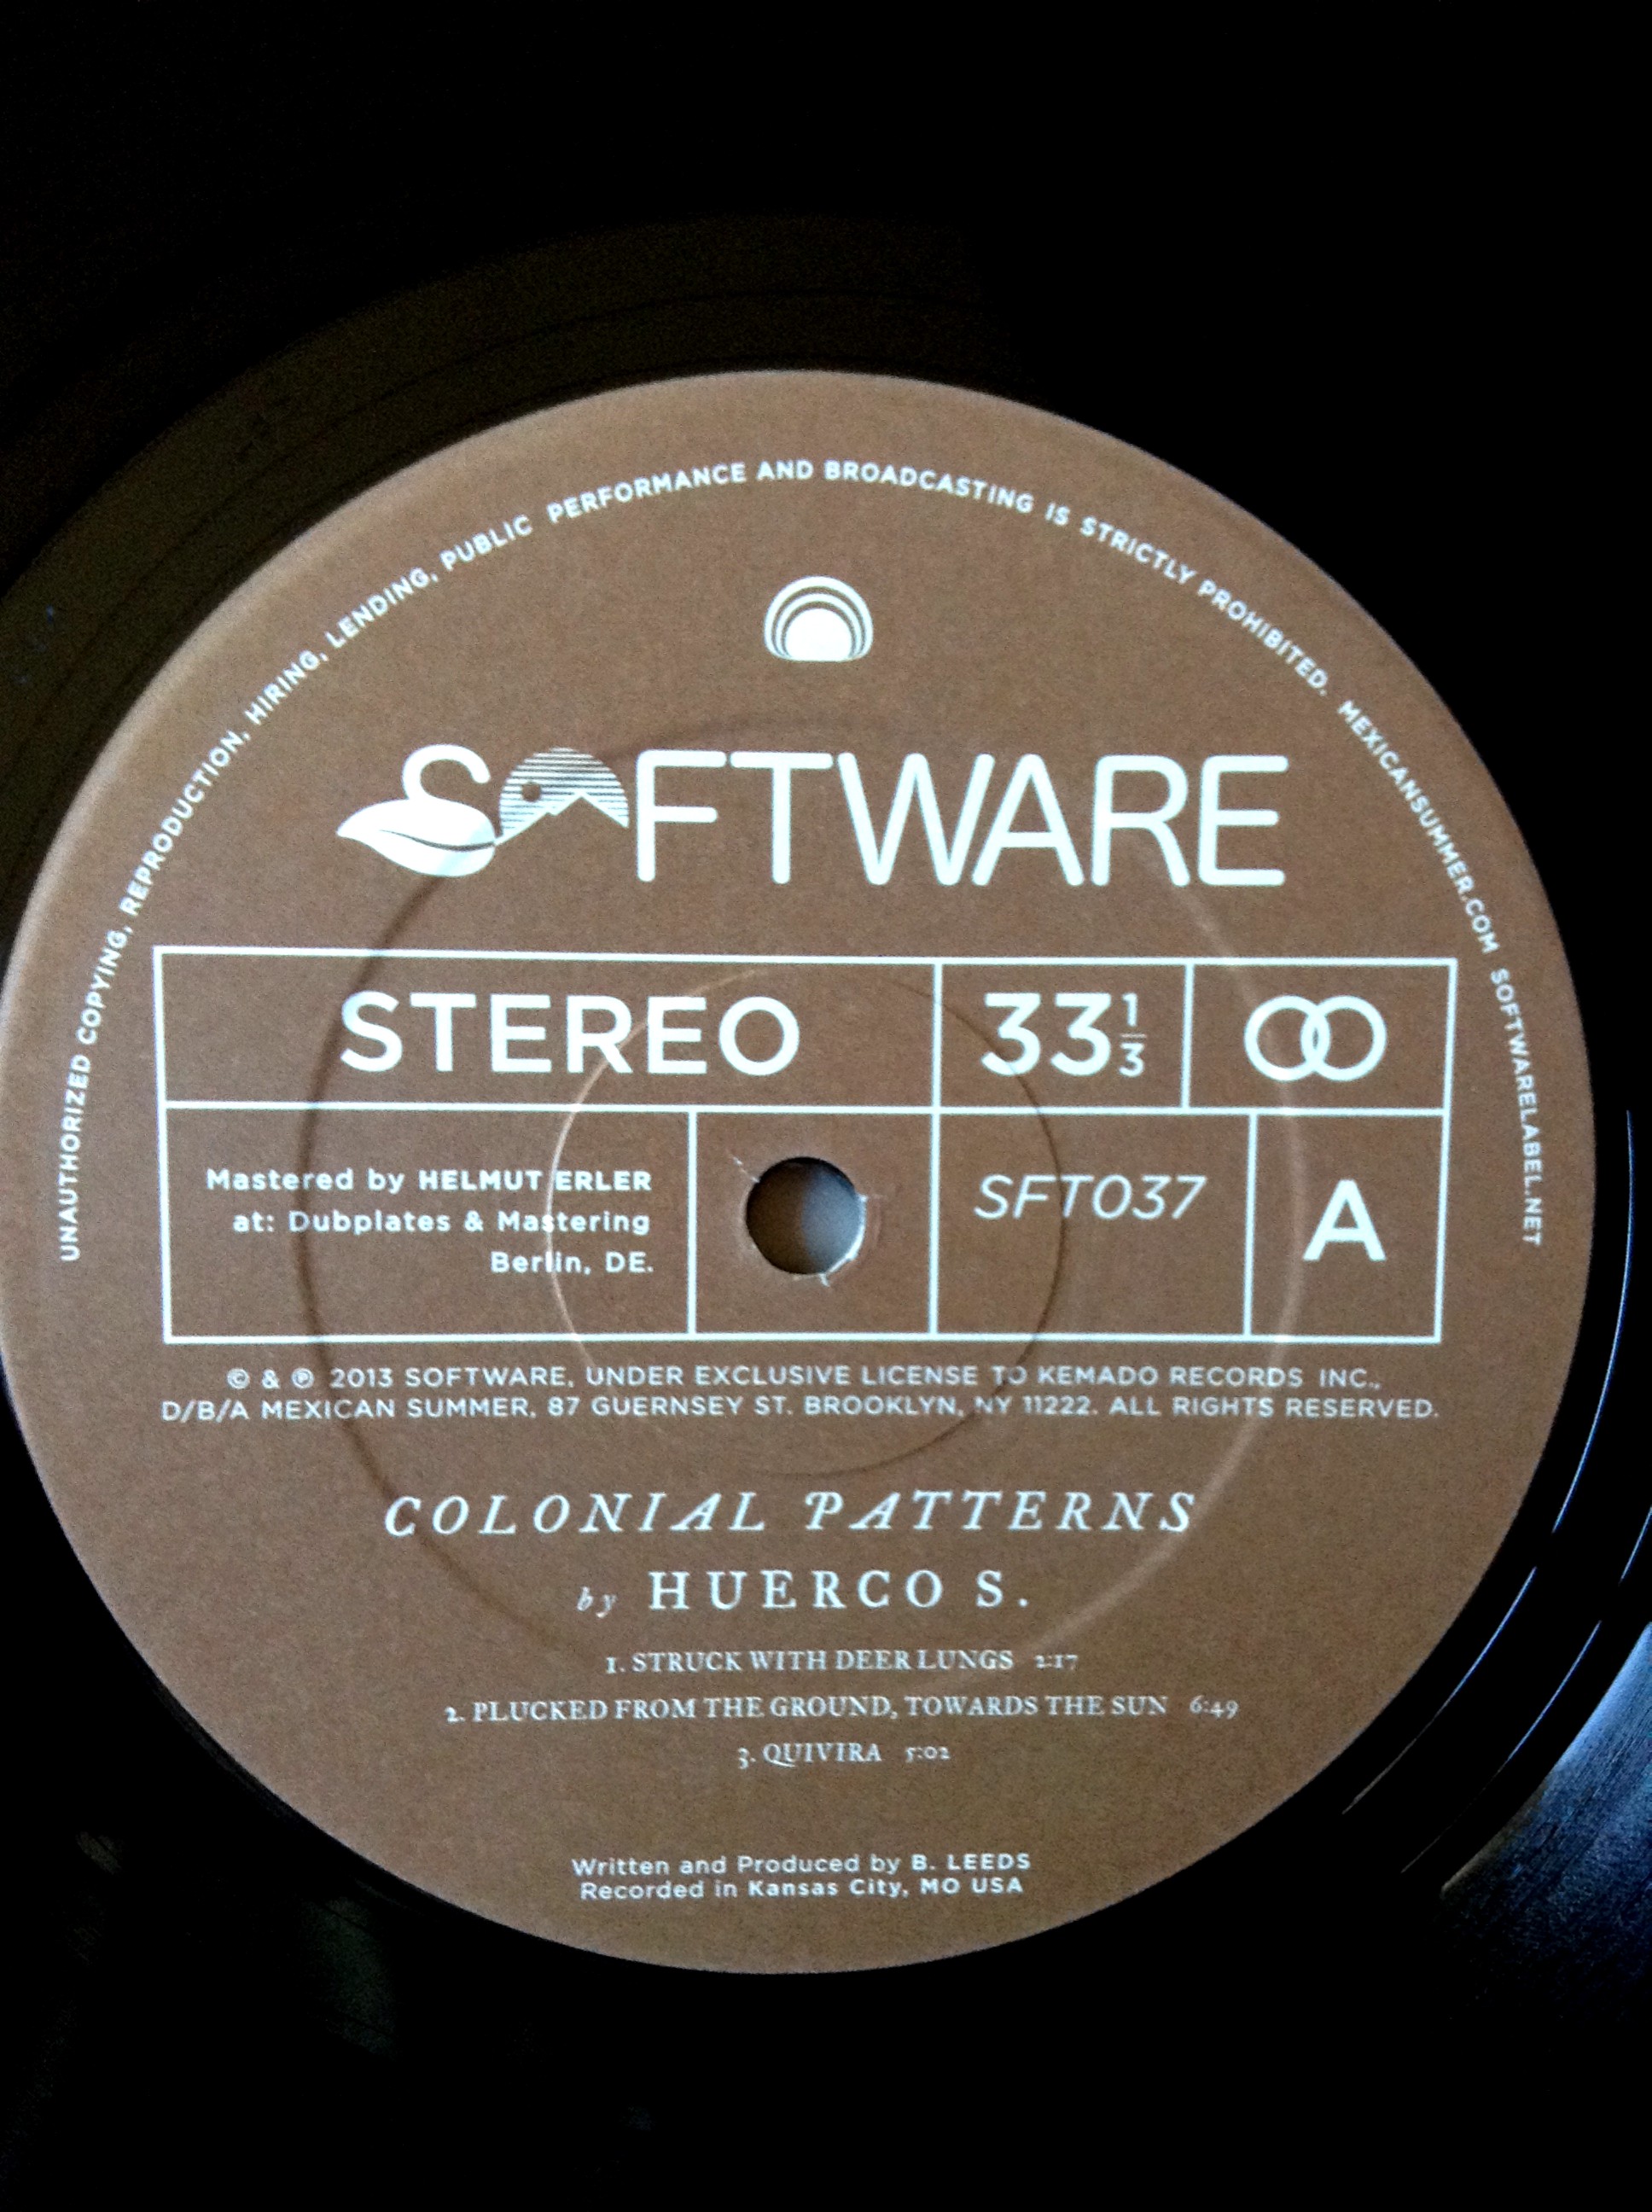 UNAUTHORIZED COPYING, REPRODUCTION, HIRING, LENDING, PUBLIC PERFORMANCE AND BROADCASTING IS STRICTLY PROHIBITED. MEXICANSUMMER.COM SOFTWARELABEL.NET
SOFTWARE
STEREO
33 1/3
Mastered by HELMUT ERLER
at: Dubplates & Mastering
Berlin, DE.
SFT037
A
© & ℗ 2013 SOFTWARE, UNDER EXCLUSIVE LICENSE TO KEMADO RECORDS INC.,
D/B/A MEXICAN SUMMER, 87 GUERNSEY ST. BROOKLYN, NY 11222. ALL RIGHTS RESERVED.
COLONIAL PATTERNS
by HUERCO S.
1. STRUCK WITH DEER LUNGS 2:17
2. PLUCKED FROM THE GROUND, TOWARDS THE SUN 6:49
3. QUIVIRA 5:02
Written and Produced by B. LEEDS
Recorded in Kansas City, MO USA